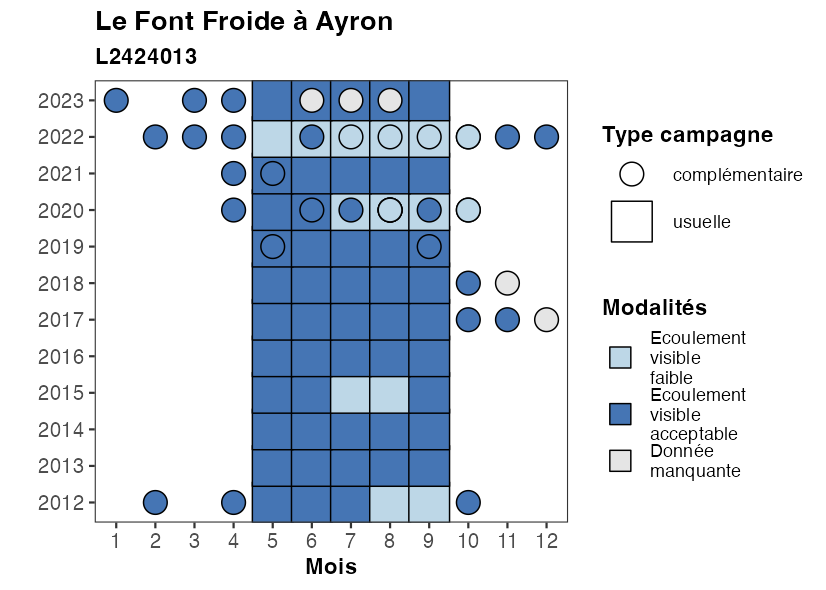 Le Font Froide à Ayron
L2424013
2023
2022
2021
2020
2019
2018
2017
2016
2015
2014
2013
2012
1 2 3 4 5 6 7 8 9 10 11 12
Mois
Type campagne
complémentaire
usuelle
Modalités
Ecoulement
visible
faible
Ecoulement
visible
acceptable
Donnée
manquante